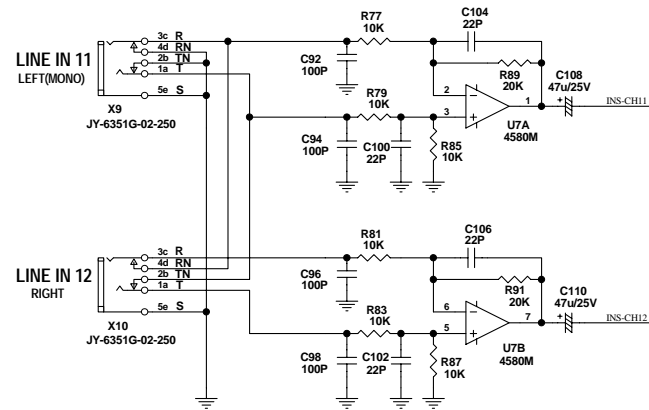 LINE IN 11
LEFT(MONO)
3c R
4d RN
2b TN
1a T
5e S
X9
JY-6351G-02-250
R77
10K
C92
100P
C104
22P
R89
20K
C108
47u/25V
+
INS-CH11
R79
10K
2
3
1
U7A
4580M
C94
100P
C100
22P
R85
10K
LINE IN 12
RIGHT
3c R
4d RN
2b TN
1a T
5e S
X10
JY-6351G-02-250
R81
10K
C96
100P
C106
22P
R91
20K
C110
47u/25V
+
INS-CH12
R83
10K
6
5
7
U7B
4580M
C98
100P
C102
22P
R87
10K